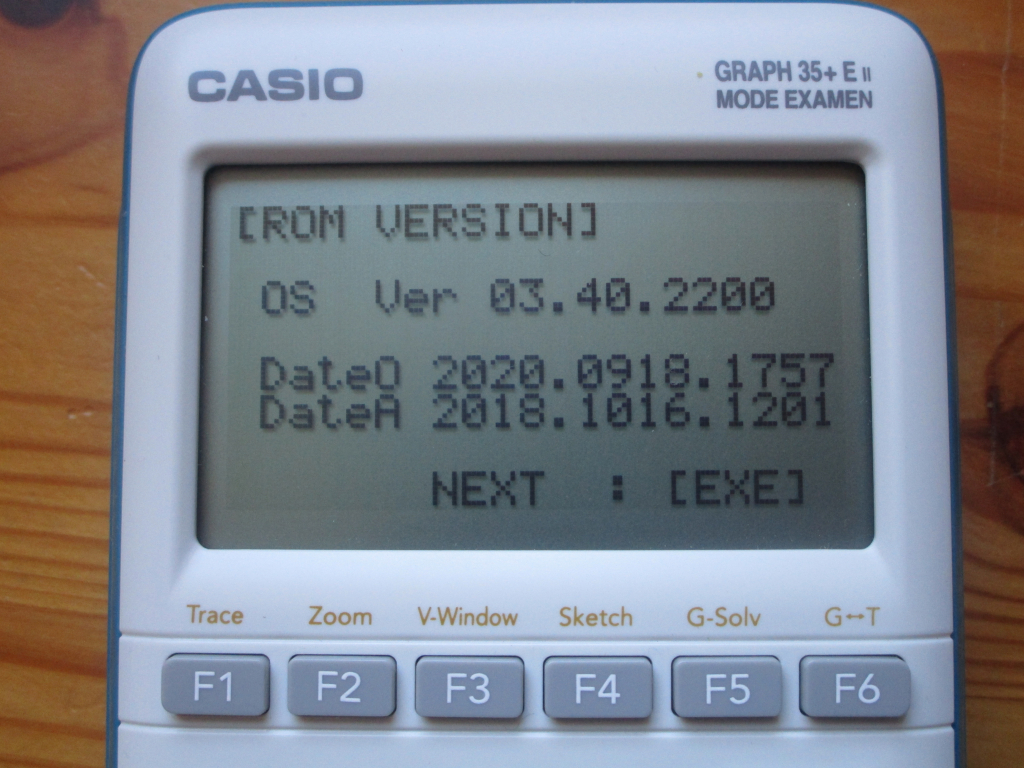 CASIO
GRAPH 35+ E II
MODE EXAMEN
[ROM VERSION]
OS Ver 03.40.2200
DateO 2020.0918.1757
DateA 2018.1016.1201
NEXT : [EXE]
Trace Zoom V-Window Sketch G-Solv G↔T
F1 F2 F3 F4 F5 F6